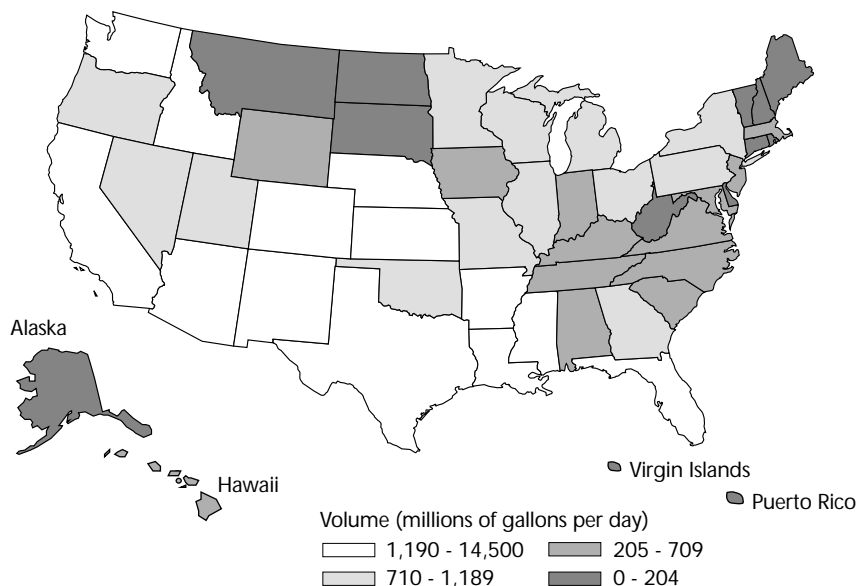 Alaska
Hawaii
Virgin Islands
Puerto Rico
Volume (millions of gallons per day)
1,190 - 14,500 205 - 709
710 - 1,189 0 - 204